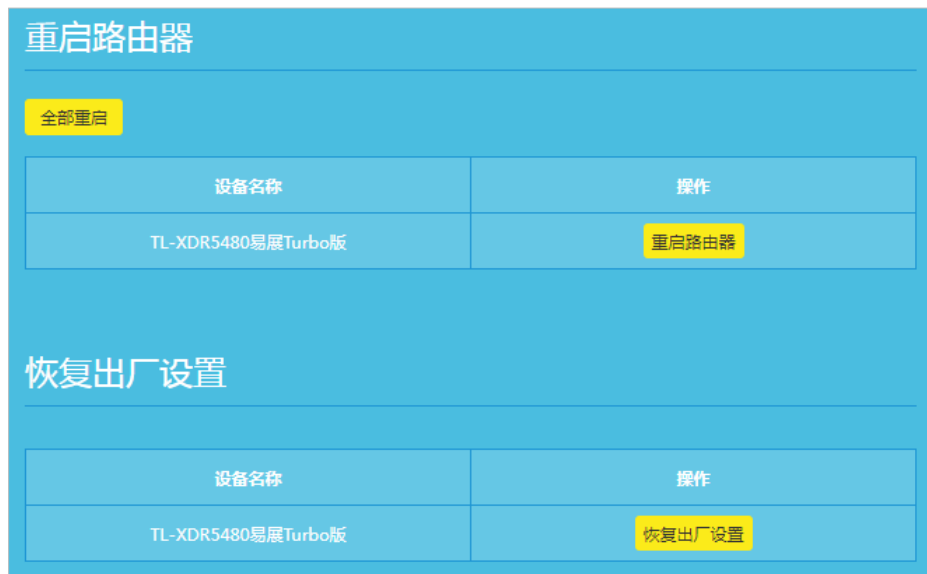 重启路由器
全部重启
设备名称 操作
TL-XDR5480易展Turbo版 重启路由器
恢复出厂设置
设备名称 操作
TL-XDR5480易展Turbo版 恢复出厂设置